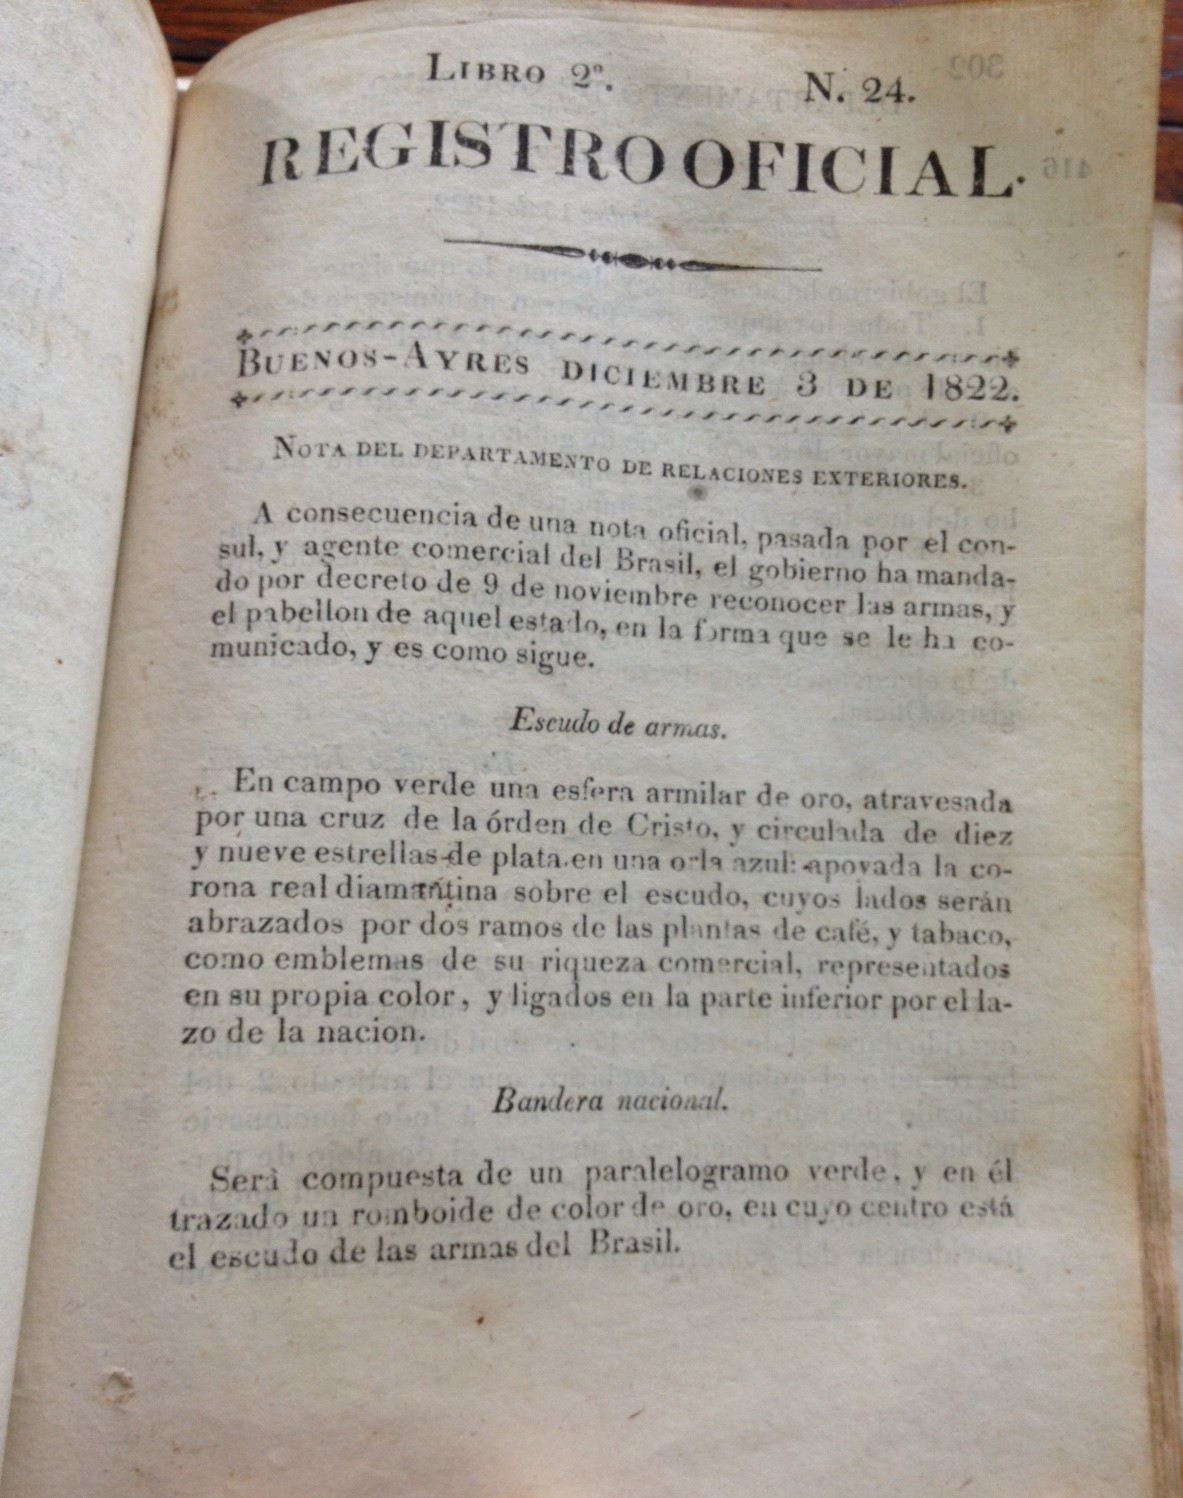 LIBRO 2º. N. 24.
REGISTRO OFICIAL.
BUENOS-AYRES DICIEMBRE 3 DE 1822.
NOTA DEL DEPARTAMENTO DE RELACIONES EXTERIORES.
A consecuencia de una nota oficial, pasada por el con-
sul, y agente comercial del Brasil, el gobierno ha manda-
do por decreto de 9 de noviembre reconocer las armas, y
el pabellon de aquel estado, en la forma que se le ha co-
municado, y es como sigue.
Escudo de armas.
En campo verde una esfera armilar de oro, atravesada
por una cruz de la órden de Cristo, y circulada de diez
y nueve estrellas de plata en una orla azul: apoyada la co-
rona real diamantina sobre el escudo, cuyos lados serán
abrazados por dos ramos de las plantas de café, y tabaco,
como emblemas de su riqueza comercial, representados
en su propia color, y ligados en la parte inferior por el la-
zo de la nacion.
Bandera nacional.
Será compuesta de un paralelogramo verde, y en él
trazado un romboide de color de oro, en cuyo centro está
el escudo de las armas del Brasil.